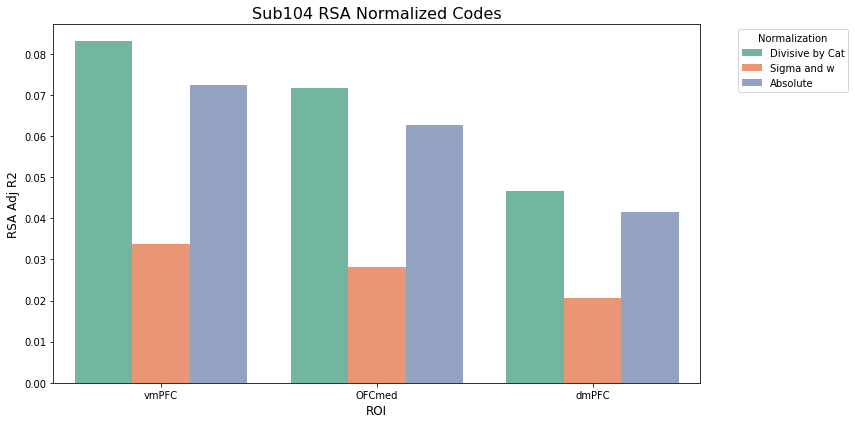 Sub104 RSA Normalized Codes
Normalization
Divisive by Cat
Sigma and w
Absolute
RSA Adj R2
0.08
0.07
0.06
0.05
0.04
0.03
0.02
0.01
0.00
vmPFC OFCmed dmPFC
ROI